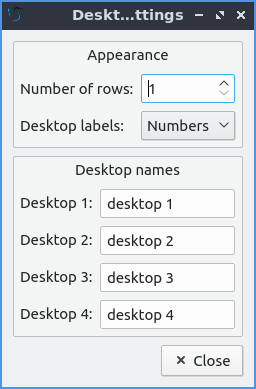 Deskt...ttings
Appearance
Number of rows: 1
Desktop labels: Numbers
Desktop names
Desktop 1: desktop 1
Desktop 2: desktop 2
Desktop 3: desktop 3
Desktop 4: desktop 4
Close